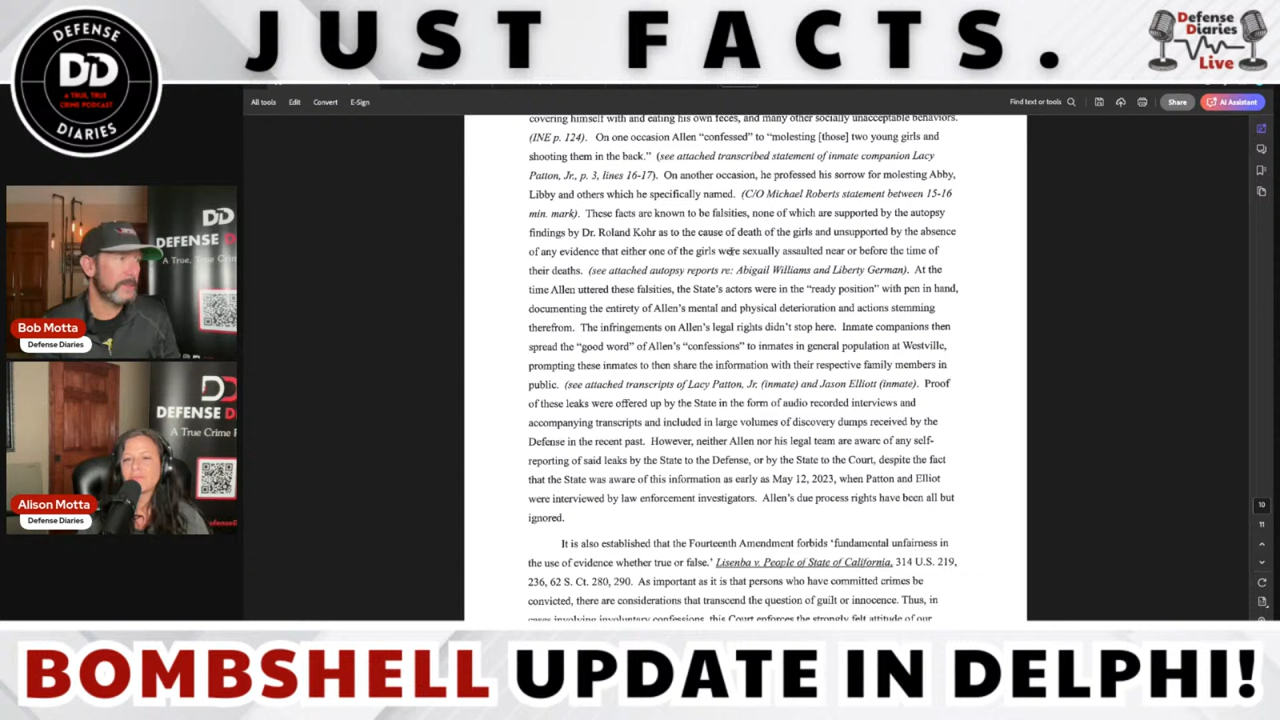 JUST FACTS.
DEFENSE
DD
A TRUE, TRUE
CRIME PODCAST
DIARIES
Defense
Diaries
Live
All tools Edit Convert E-Sign
Find text or tools
Share
AI Assistant
covering himself with and eating his own feces, and many other socially unacceptable behaviors.
(INE p. 124). On one occasion Allen “confessed” to “molesting [those] two young girls and
shooting them in the back.” (see attached transcribed statement of inmate companion Lacy
Patton, Jr., p. 3, lines 16-17). On another occasion, he professed his sorrow for molesting Abby,
Libby and others which he specifically named. (C/O Michael Roberts statement between 15-16
min. mark). These facts are known to be falsities, none of which are supported by the autopsy
findings by Dr. Roland Kohr as to the cause of death of the girls and unsupported by the absence
of any evidence that either one of the girls were sexually assaulted near or before the time of
their deaths. (see attached autopsy reports re: Abigail Williams and Liberty German). At the
time Allen uttered these falsities, the State's actors were in the “ready position” with pen in hand,
documenting the entirety of Allen's mental and physical deterioration and actions stemming
therefrom. The infringements on Allen's legal rights didn't stop here. Inmate companions then
spread the “good word” of Allen's “confessions” to inmates in general population at Westville,
prompting these inmates to then share the information with their respective family members in
public. (see attached transcripts of Lacy Patton, Jr. (inmate) and Jason Elliott (inmate). Proof
of these leaks were offered up by the State in the form of audio recorded interviews and
accompanying transcripts and included in large volumes of discovery dumps received by the
Defense in the recent past. However, neither Allen nor his legal team are aware of any self-
reporting of said leaks by the State to the Defense, or by the State to the Court, despite the fact
that the State was aware of this information as early as May 12, 2023, when Patton and Elliot
were interviewed by law enforcement investigators. Allen's due process rights have been all but
ignored.
It is also established that the Fourteenth Amendment forbids 'fundamental unfairness in
the use of evidence whether true or false.' Lisenba v. People of State of California, 314 U.S. 219,
236, 62 S. Ct. 280, 290. As important as it is that persons who have committed crimes be
convicted, there are considerations that transcend the question of guilt or innocence. Thus, in
cases involving involuntary confessions, this Court enforces the strongly felt attitude of our
10
11
DD
DEFENSE
A True, True
Bob Motta
Defense Diaries
DEFENSE D
A True Crime P
Alison Motta
Defense Diaries
BOMBSHELL UPDATE IN DELPHI!